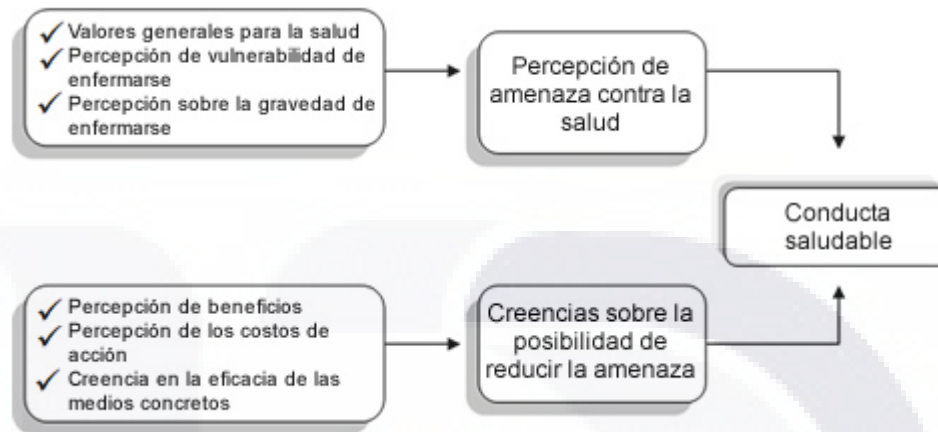 Valores generales para la salud
Percepción de vulnerabilidad de
enfermarse
Percepción sobre la gravedad de
enfermarse
Percepción de
amenaza contra la
salud
Conducta
saludable
Percepción de beneficios
Percepción de los costos de
acción
Creencia en la eficacia de las
medios concretos
Creencias sobre la
posibilidad de
reducir la amenaza